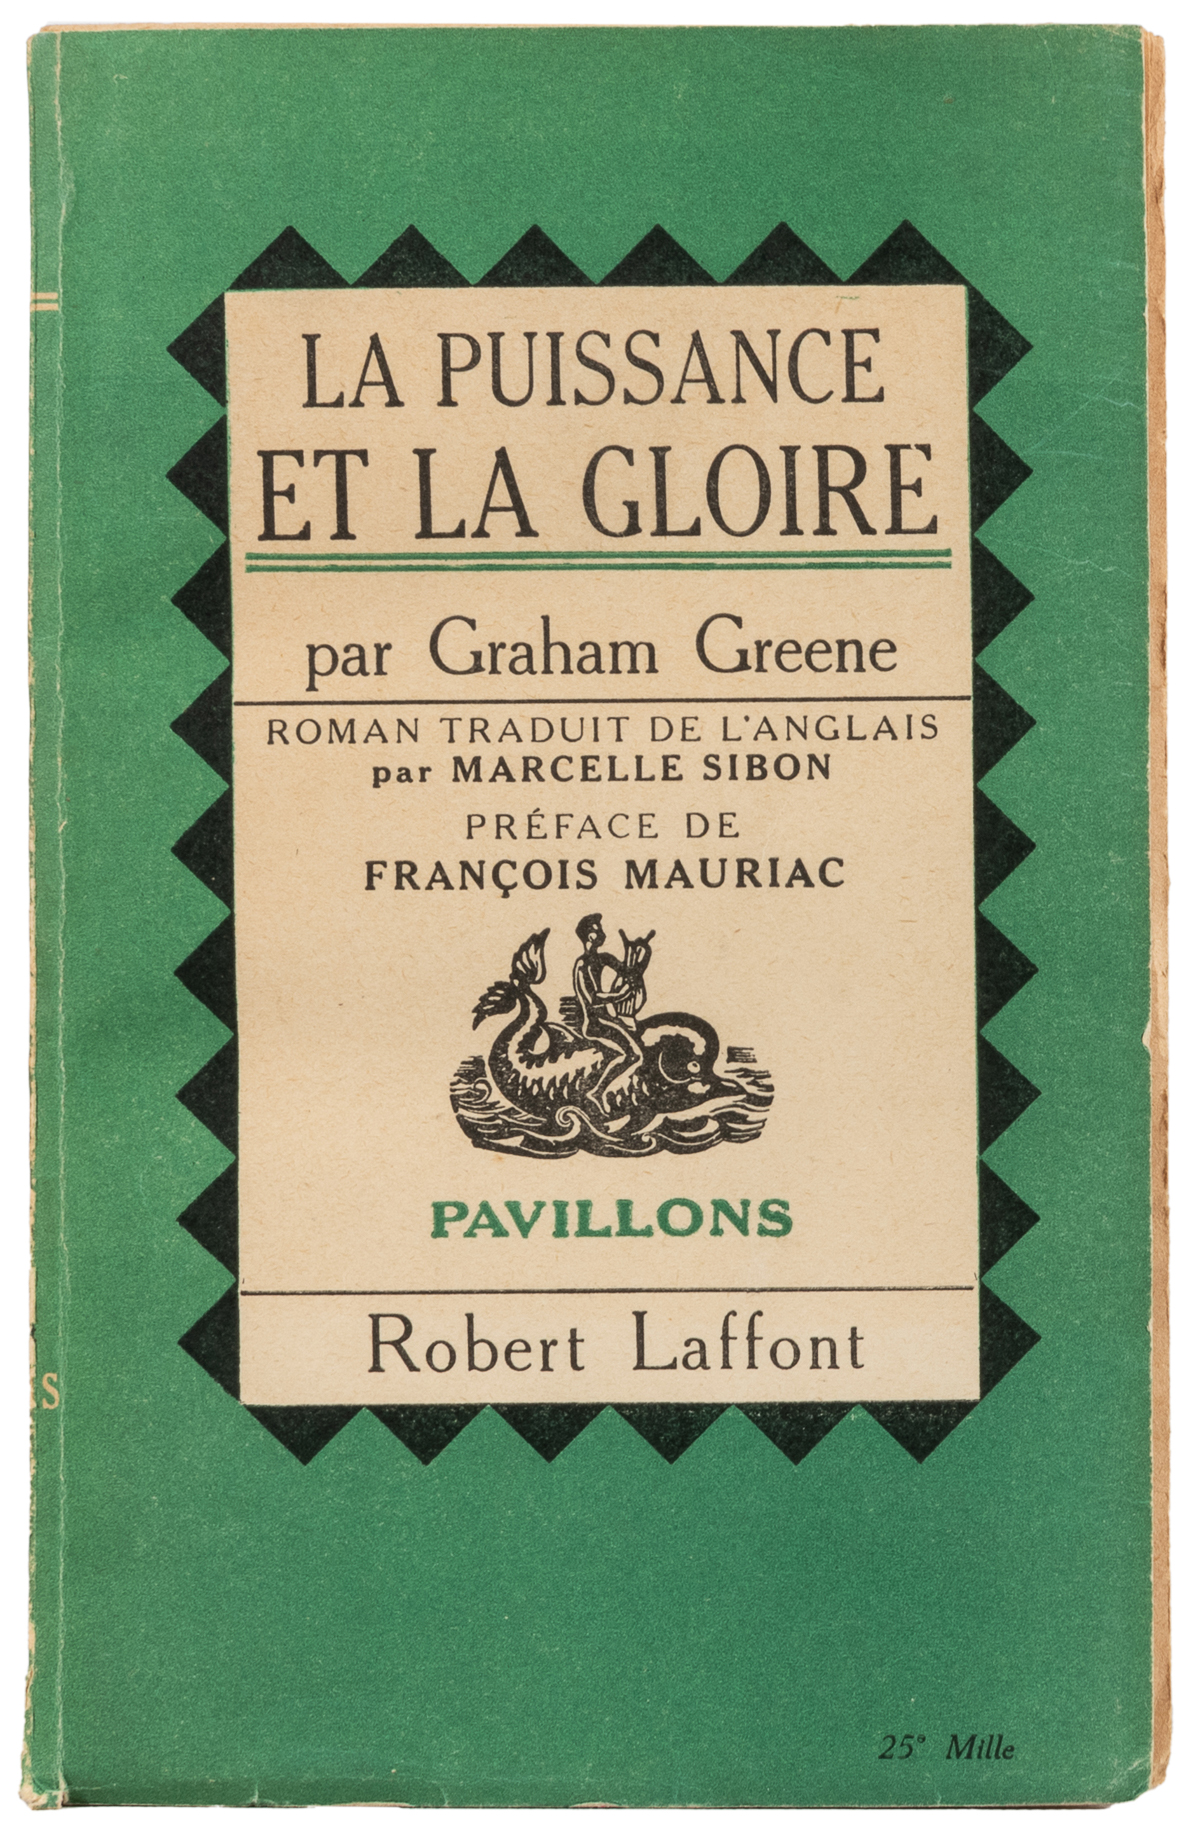 LA PUISSANCE
ET LA GLOIRE
par Graham Greene
ROMAN TRADUIT DE L'ANGLAIS
par MARCELLE SIBON
PRÉFACE DE
FRANÇOIS MAURIAC
PAVILLONS
Robert Laffont
25e Mille